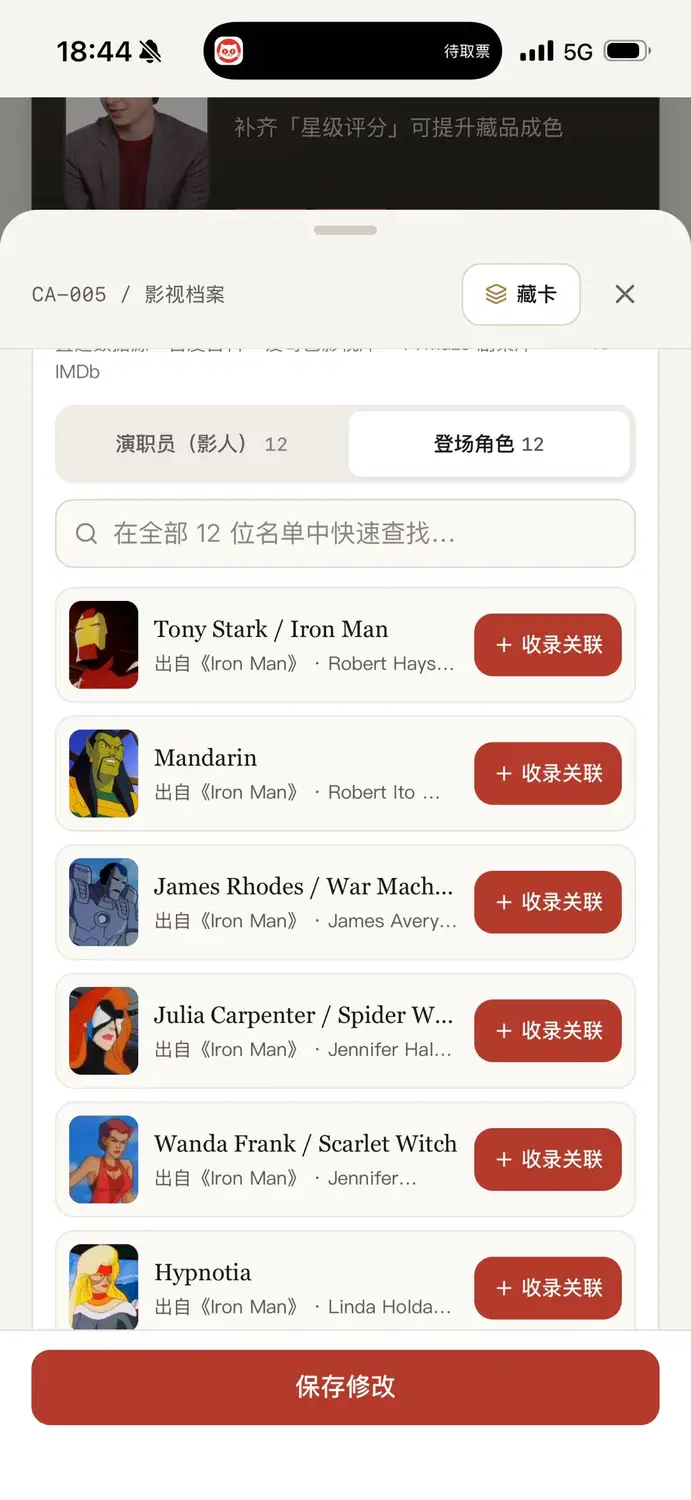 18:44
待取票
5G
补齐「星级评分」可提升藏品成色
CA-005 / 影视档案
藏卡
IMDb
演职员（影人） 12
登场角色 12
在全部 12 位名单中快速查找...
Tony Stark / Iron Man
出自《Iron Man》 · Robert Hays...
+ 收录关联
Mandarin
出自《Iron Man》 · Robert Ito ...
+ 收录关联
James Rhodes / War Mach...
出自《Iron Man》 · James Avery...
+ 收录关联
Julia Carpenter / Spider W...
出自《Iron Man》 · Jennifer Hal...
+ 收录关联
Wanda Frank / Scarlet Witch
出自《Iron Man》 · Jennifer...
+ 收录关联
Hypnotia
出自《Iron Man》 · Linda Holda...
+ 收录关联
保存修改